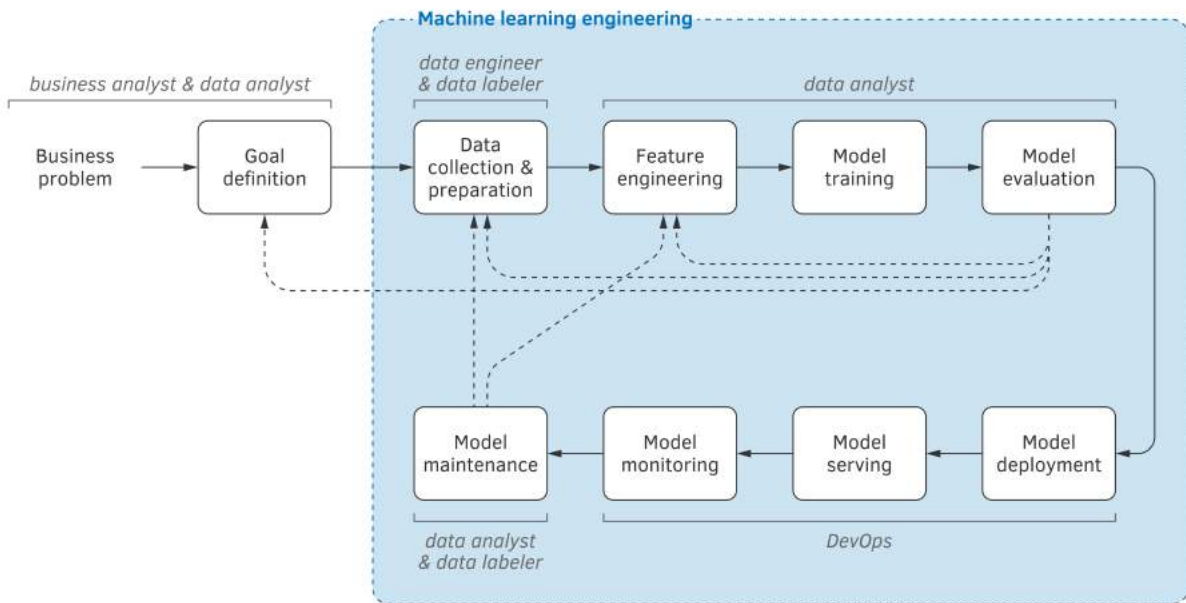 Machine learning engineering
business analyst & data analyst
data engineer
& data labeler
data analyst
Business
problem
Goal
definition
Data
collection &
preparation
Feature
engineering
Model
training
Model
evaluation
Model
maintenance
Model
monitoring
Model
serving
Model
deployment
data analyst
& data labeler
DevOps